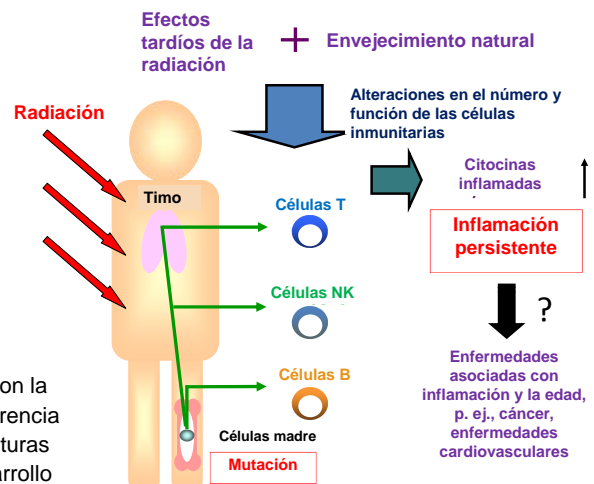 Efectos
tardíos de la
radiación
+
Envejecimiento natural
Radiación
Alteraciones en el número y
función de las células
inmunitarias
Timo
Células T
Citocinas
inflamadas
Inflamación
persistente
Células NK
?
Células B
Enfermedades
asociadas con
inflamación y la edad,
p. ej., cáncer,
enfermedades
cardiovasculares
Células madre
Mutación
on la
rencia
turas
arrollo